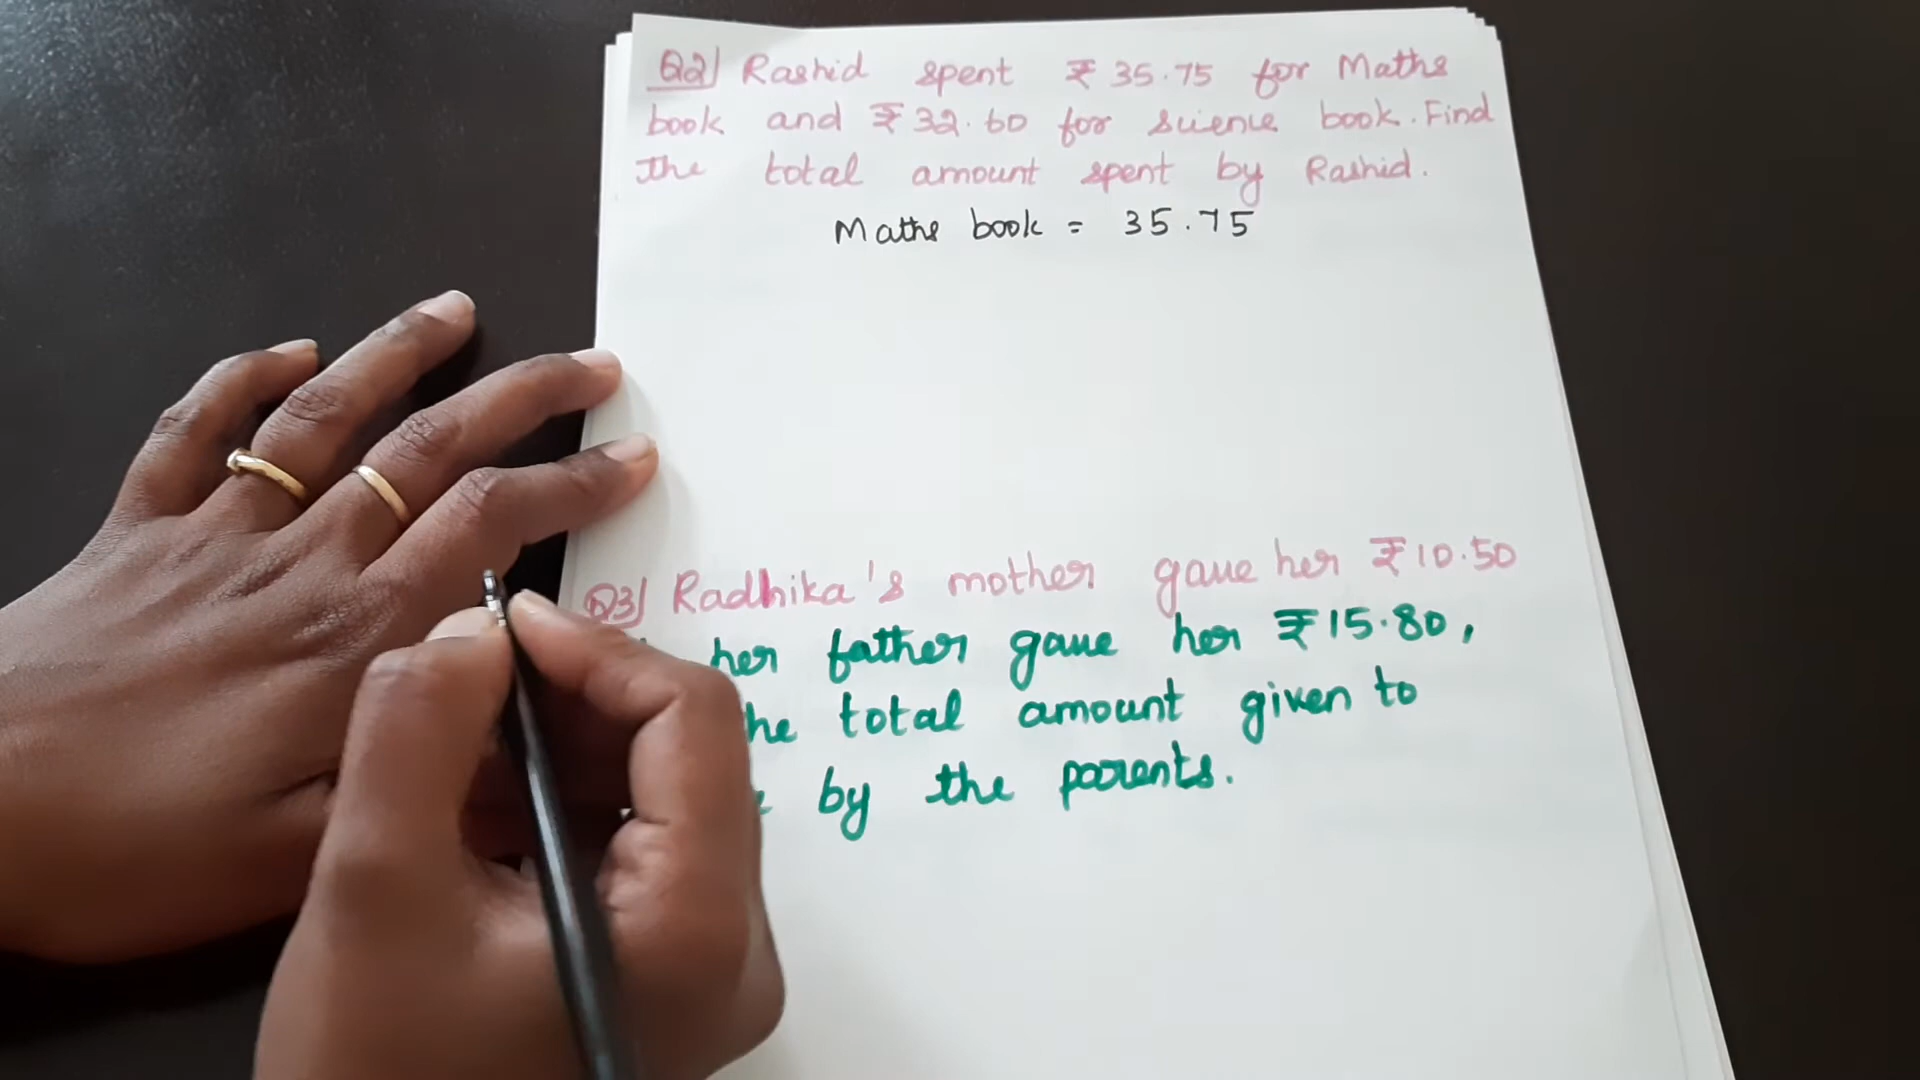 Q2) Rashid spent ₹ 35.75 for Maths
book and ₹ 32.60 for science book. Find
the total amount spent by Rashid.
Maths book = 35.75
Q3) Radhika's mother gave her ₹10.50
her father gave her ₹15.80,
the total amount given to
by the parents.